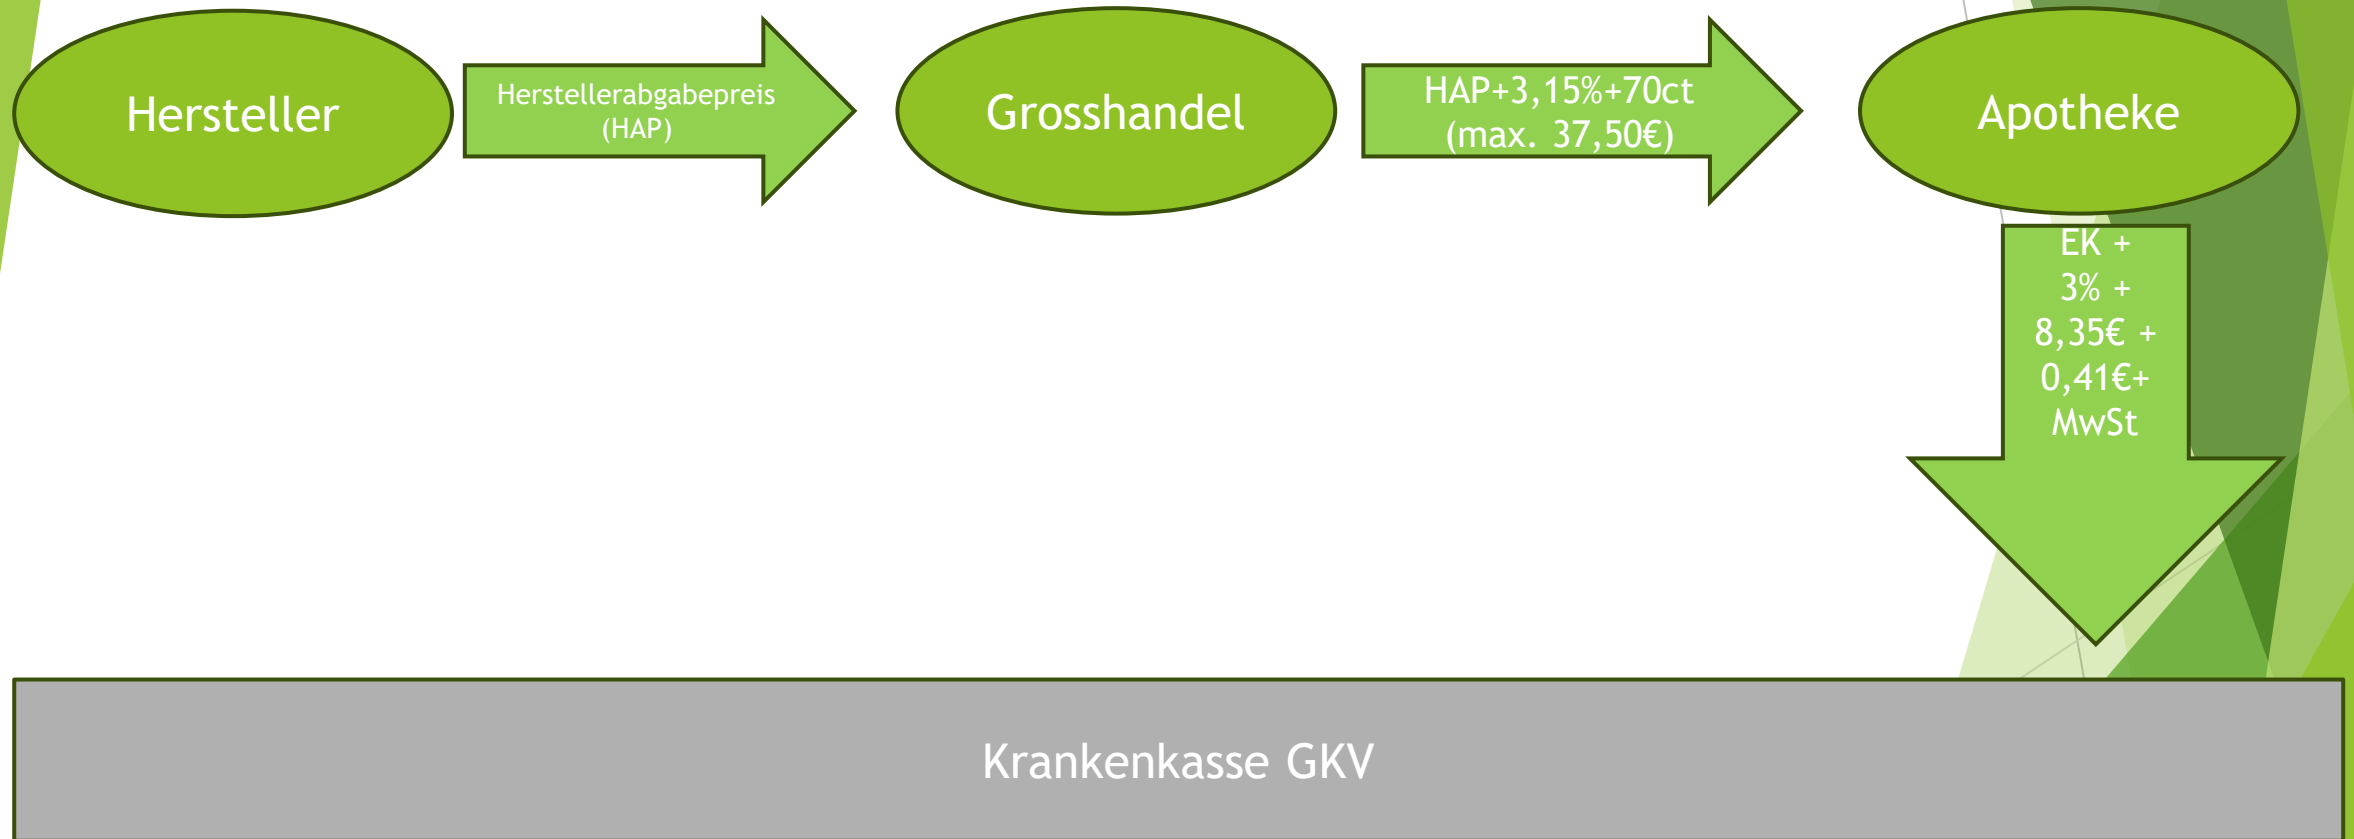 Hersteller
Herstellerabgabepreis
(HAP)
Grosshandel
HAP+3,15%+70ct
(max. 37,50€)
Apotheke
EK +
3% +
8,35€ +
0,41€+
MwSt
Krankenkasse GKV